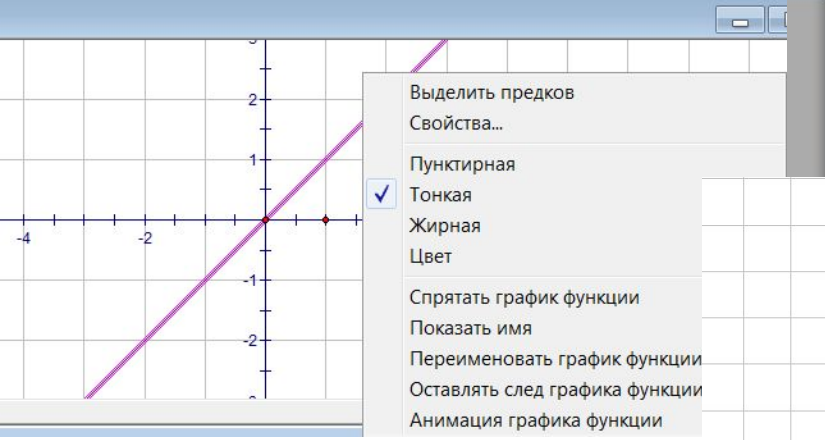 3
2
Выделить предков
Свойства...
1
Пунктирная
Тонкая
Жирная
-4
-2
Цвет
-1
Спрятать график функции
Показать имя
-2
Переименовать график функции
Оставлять след графика функции
Анимация графика функции